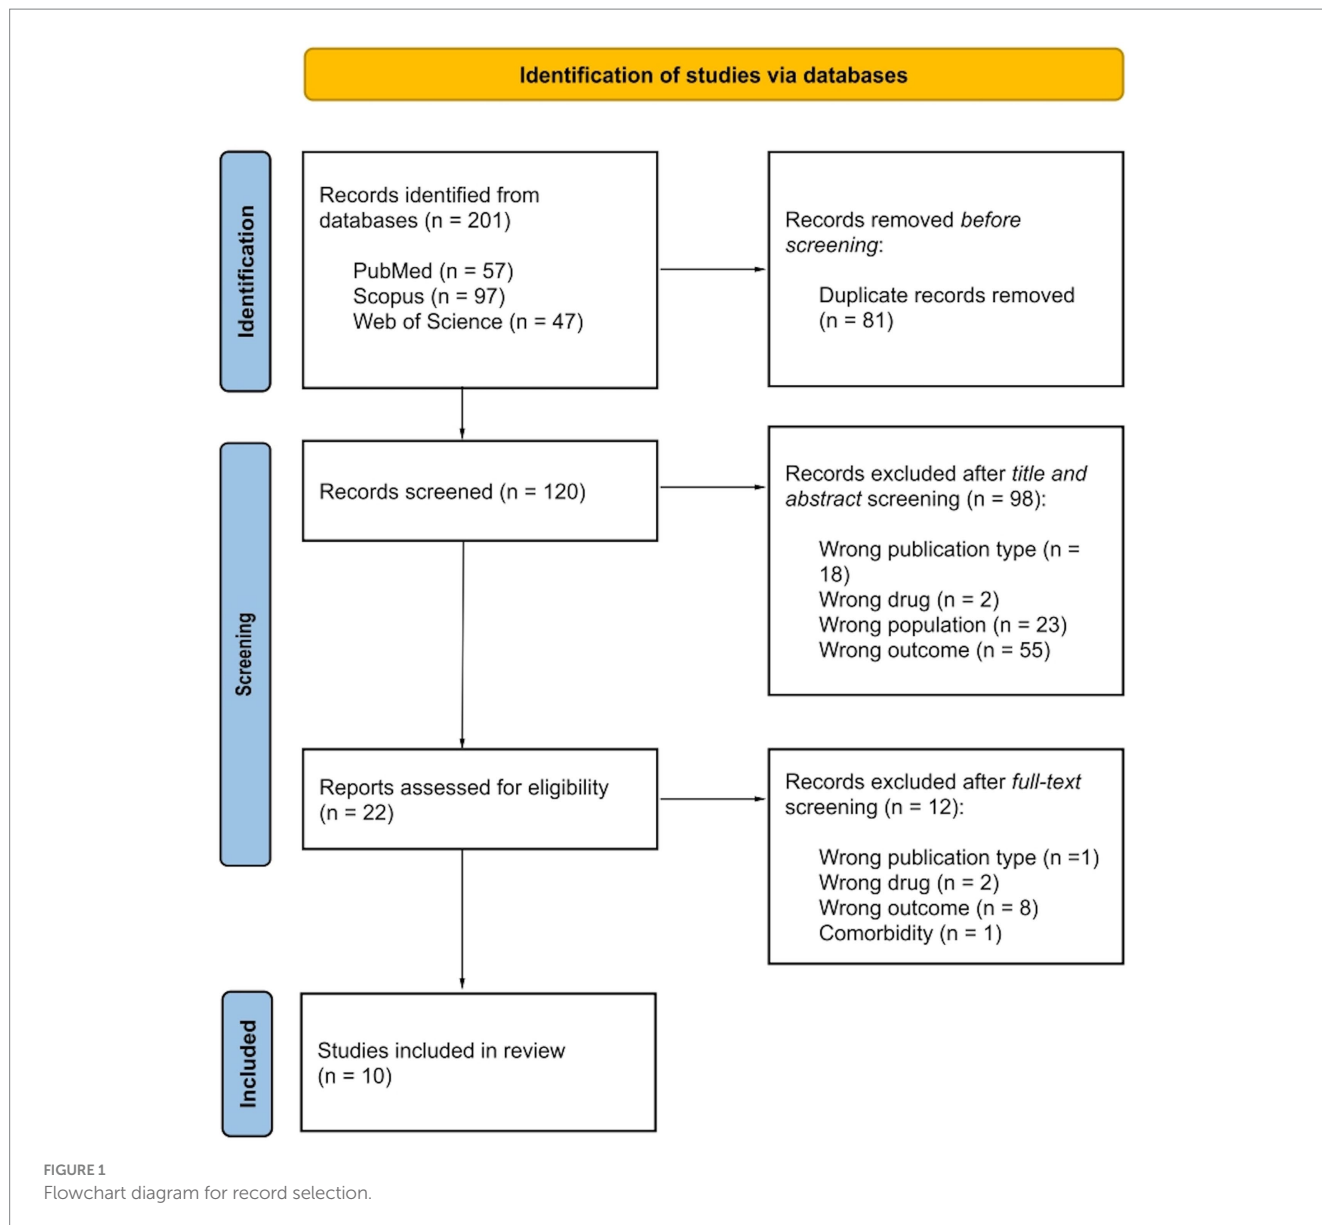 Identification of studies via databases
Identification
Records identified from
databases (n = 201)
PubMed (n = 57)
Scopus (n = 97)
Web of Science (n = 47)
Records removed before
screening:
Duplicate records removed
(n = 81)
Screening
Records screened (n = 120)
Records excluded after title and
abstract screening (n = 98):
Wrong publication type (n =
18)
Wrong drug (n = 2)
Wrong population (n = 23)
Wrong outcome (n = 55)
Reports assessed for eligibility
(n = 22)
Records excluded after full-text
screening (n = 12):
Wrong publication type (n =1)
Wrong drug (n = 2)
Wrong outcome (n = 8)
Comorbidity (n = 1)
Included
Studies included in review
(n = 10)
FIGURE 1
Flowchart diagram for record selection.